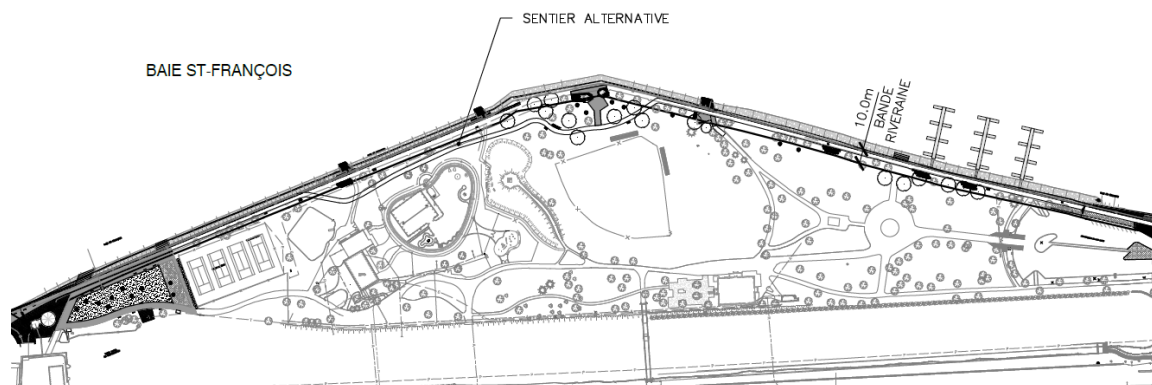 SENTIER ALTERNATIVE
BAIE ST-FRANÇOIS
10.0m
BANDE
RIVERAINE